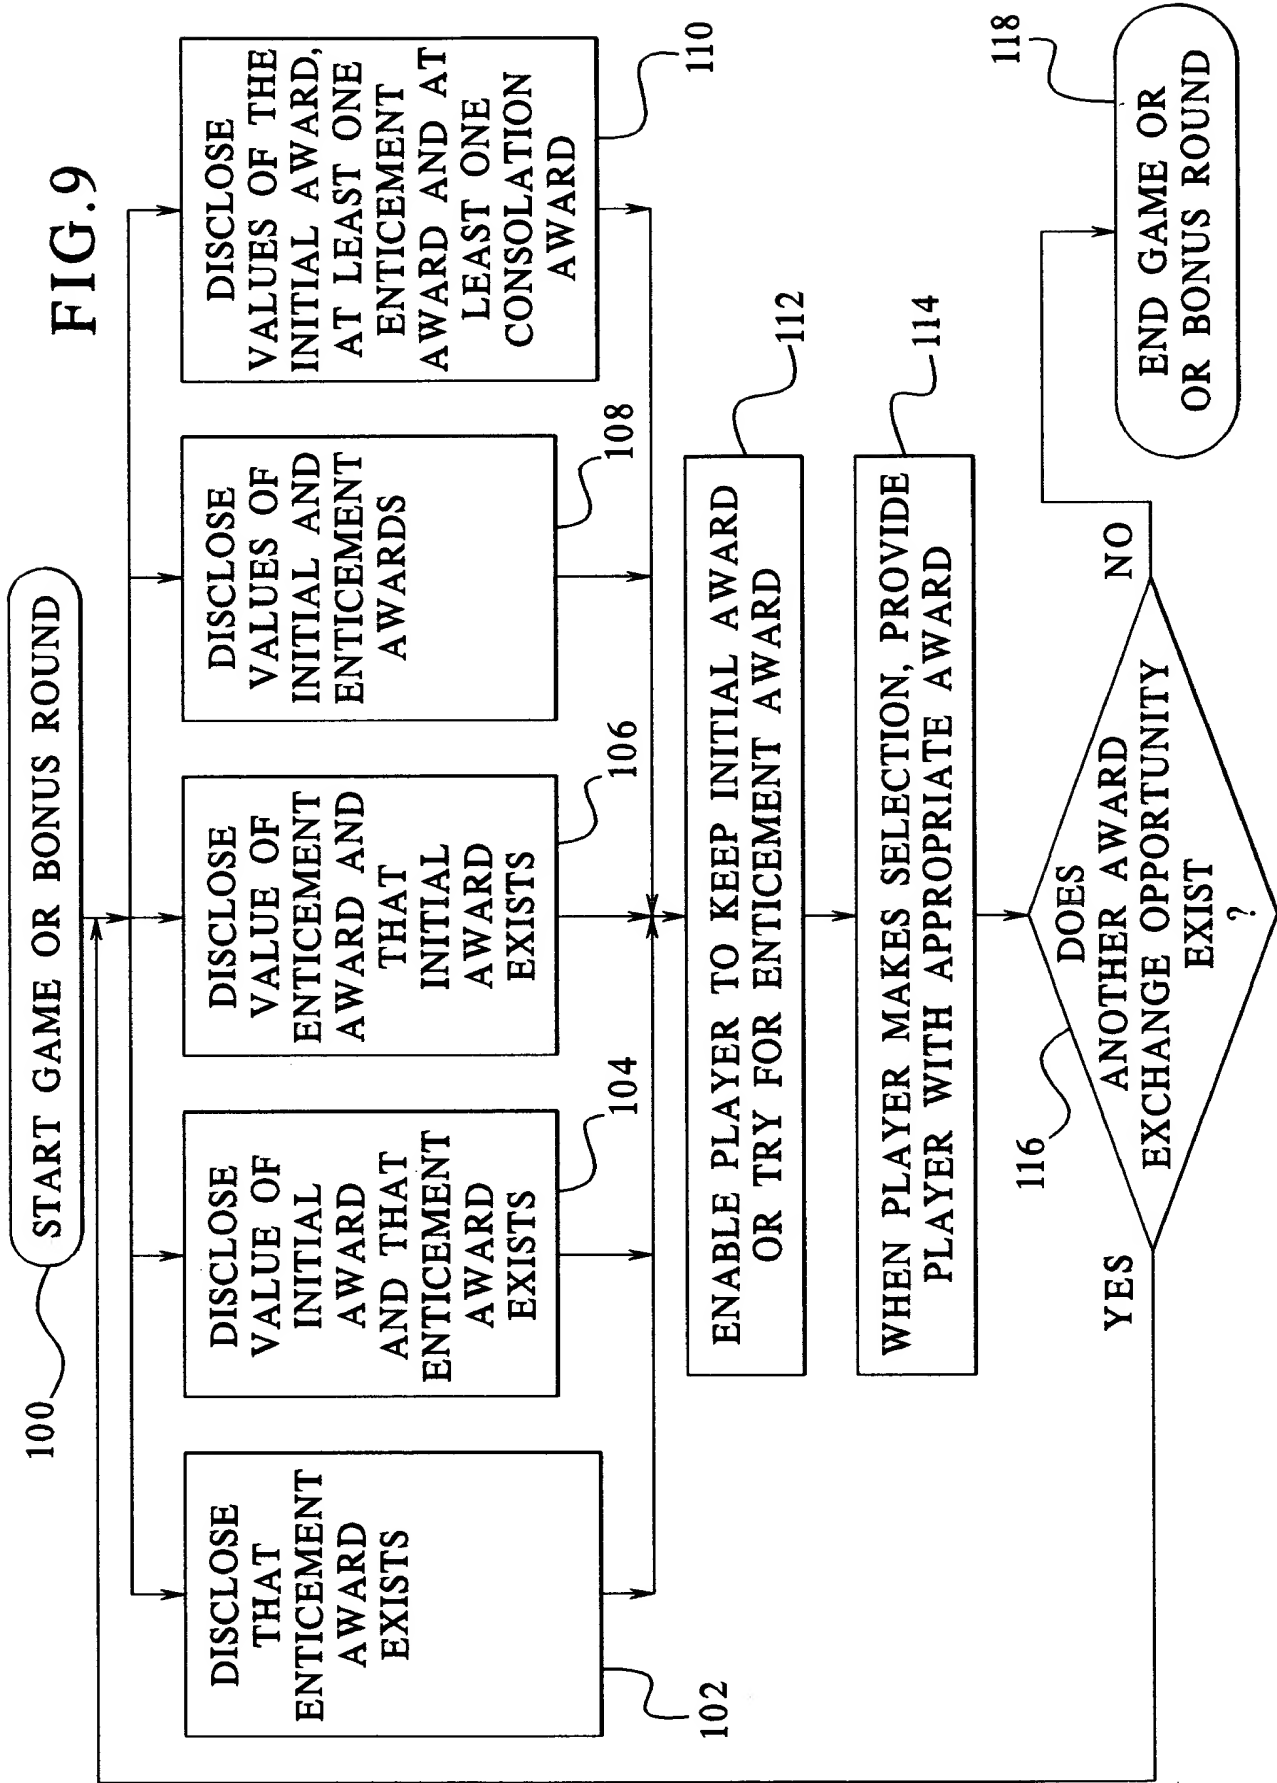 FIG.9
START GAME OR BONUS ROUND
100
DISCLOSE
THAT
ENTICEMENT
AWARD
EXISTS
102
DISCLOSE
VALUE OF
INITIAL
AWARD
AND THAT
ENTICEMENT
AWARD
EXISTS
104
DISCLOSE
VALUE OF
ENTICEMENT
AWARD AND
THAT
INITIAL
AWARD
EXISTS
106
DISCLOSE
VALUES OF
INITIAL AND
ENTICEMENT
AWARDS
108
DISCLOSE
VALUES OF THE
INITIAL AWARD,
AT LEAST ONE
ENTICEMENT
AWARD AND AT
LEAST ONE
CONSOLATION
AWARD
110
ENABLE PLAYER TO KEEP INITIAL AWARD
OR TRY FOR ENTICEMENT AWARD
112
WHEN PLAYER MAKES SELECTION, PROVIDE
PLAYER WITH APPROPRIATE AWARD
114
DOES
ANOTHER AWARD
EXCHANGE OPPORTUNITY
EXIST
?
116
YES
NO
END GAME OR
OR BONUS ROUND
118